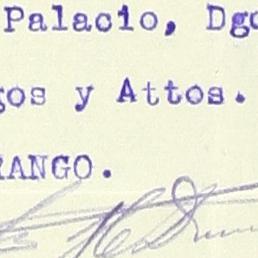 Palacio, Dgo
gos y Attos.
RANGO.